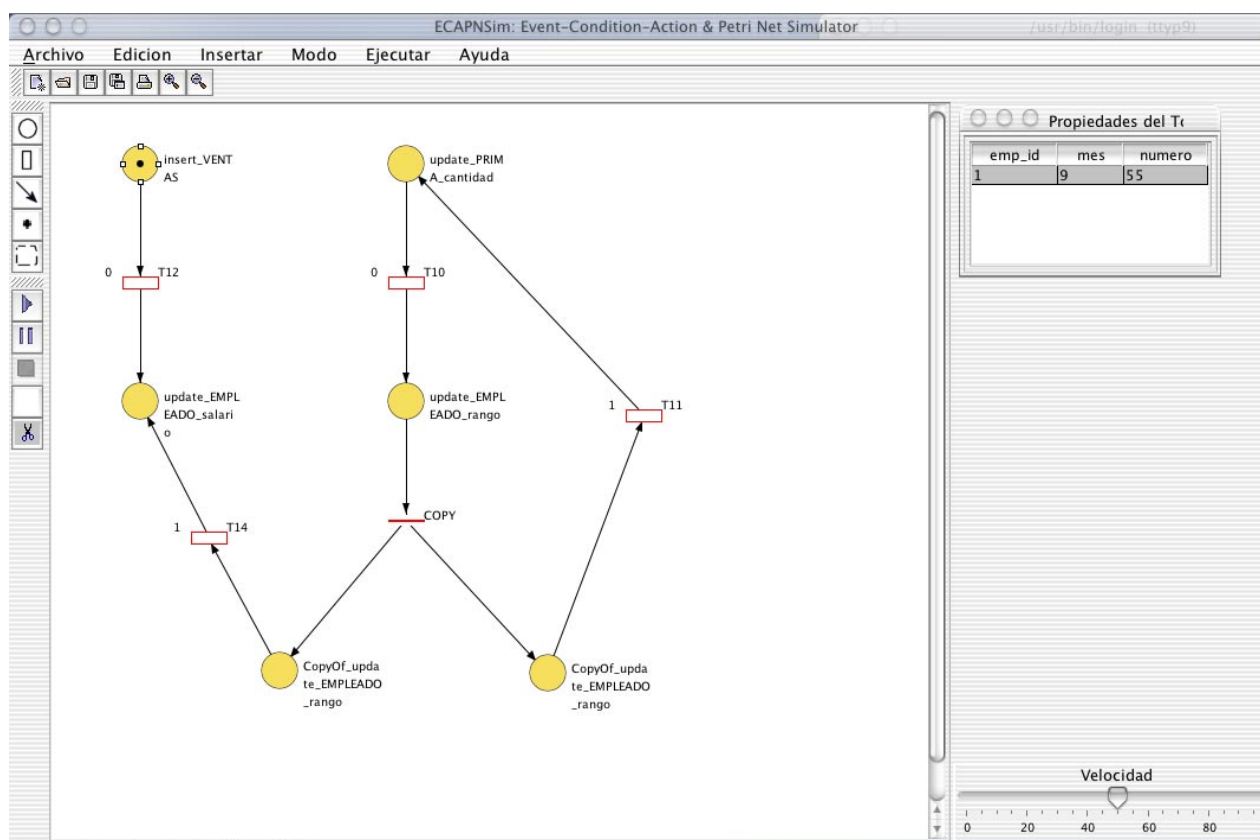 ECAPNSim: Event-Condition-Action & Petri Net Simulator
/usr/bin/login (ttyp9)
Archivo Edicion Insertar Modo Ejecutar Ayuda
Propiedades del
emp_id mes numero
1 9 55
insert_VENT
AS
update_PRIM
A_cantidad
0 T12
0 T10
update_EMPL
EADO_salari
o
update_EMPL
EADO_rango
1 T11
COPY
1 T14
CopyOf_upda
te_EMPLEADO
_rango
CopyOf_upda
te_EMPLEADO
_rango
Velocidad
0 20 40 60 80